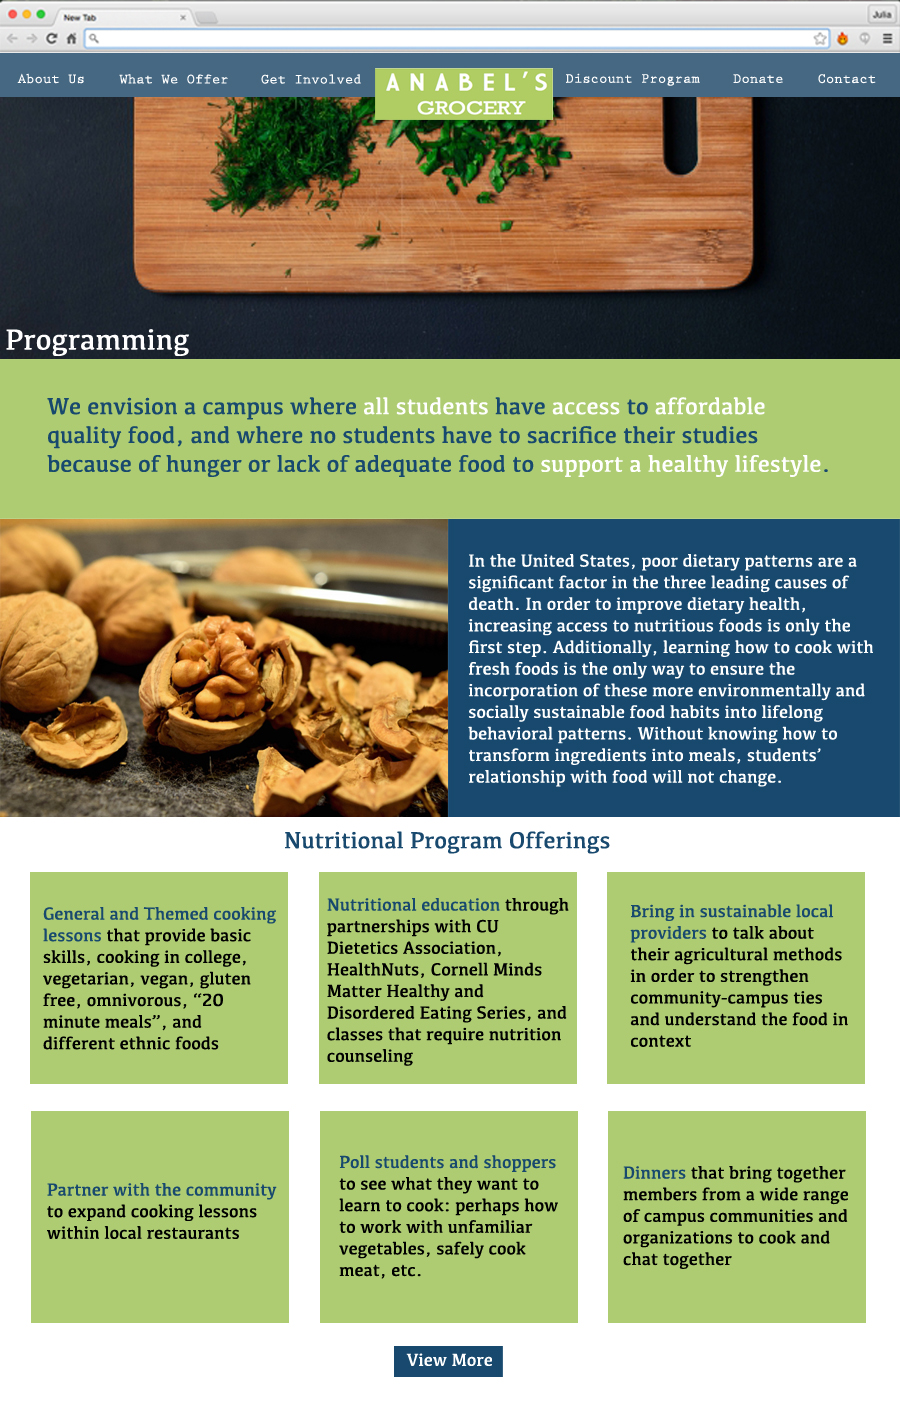 New Tab
Julia
About Us
What We Offer
Get Involved
ANABEL'S
GROCERY
Discount Program
Donate
Contact
Programming
We envision a campus where all students have access to affordable
quality food, and where no students have to sacrifice their studies
because of hunger or lack of adequate food to support a healthy lifestyle.
In the United States, poor dietary patterns are a
significant factor in the three leading causes of
death. In order to improve dietary health,
increasing access to nutritious foods is only the
first step. Additionally, learning how to cook with
fresh foods is the only way to ensure the
incorporation of these more environmentally and
socially sustainable food habits into lifelong
behavioral patterns. Without knowing how to
transform ingredients into meals, students’
relationship with food will not change.
Nutritional Program Offerings
General and Themed cooking
lessons that provide basic
skills, cooking in college,
vegetarian, vegan, gluten
free, omnivorous, “20
minute meals”, and
different ethnic foods
Nutritional education through
partnerships with CU
Dietetics Association,
HealthNuts, Cornell Minds
Matter Healthy and
Disordered Eating Series, and
classes that require nutrition
counseling
Bring in sustainable local
providers to talk about
their agricultural methods
in order to strengthen
community-campus ties
and understand the food in
context
Partner with the community
to expand cooking lessons
within local restaurants
Poll students and shoppers
to see what they want to
learn to cook: perhaps how
to work with unfamiliar
vegetables, safely cook
meat, etc.
Dinners that bring together
members from a wide range
of campus communities and
organizations to cook and
chat together
View More